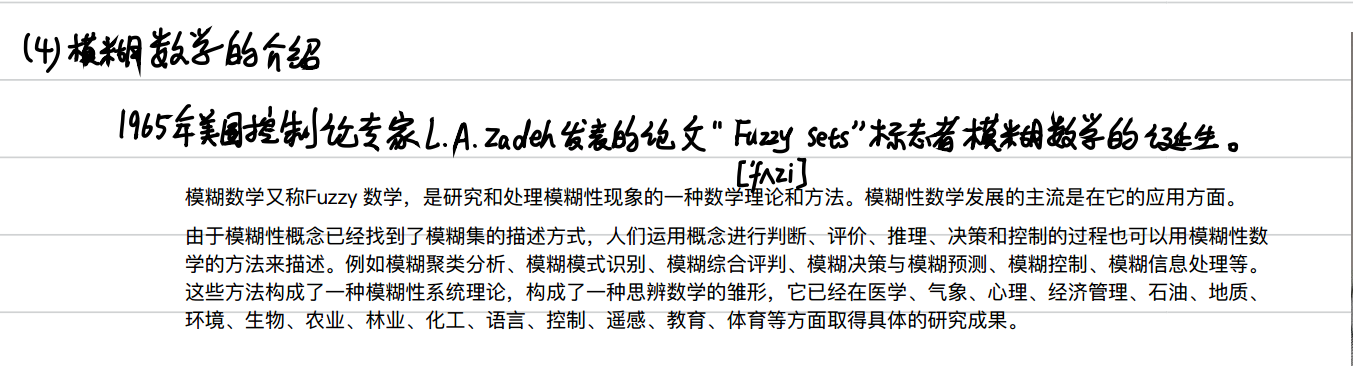 (4)模糊数学的介绍
1965年美国控制论专家L.A.zadeh发表的论文"Fuzzy sets"标志者模糊数学的诞生。
['fʌzi]
模糊数学又称Fuzzy 数学，是研究和处理模糊性现象的一种数学理论和方法。模糊性数学发展的主流是在它的应用方面。
由于模糊性概念已经找到了模糊集的描述方式，人们运用概念进行判断、评价、推理、决策和控制的过程也可以用模糊性数
学的方法来描述。例如模糊聚类分析、模糊模式识别、模糊综合评判、模糊决策与模糊预测、模糊控制、模糊信息处理等。
这些方法构成了一种模糊性系统理论，构成了一种思辨数学的雏形，它已经在医学、气象、心理、经济管理、石油、地质、
环境、生物、农业、林业、化工、语言、控制、遥感、教育、体育等方面取得具体的研究成果。